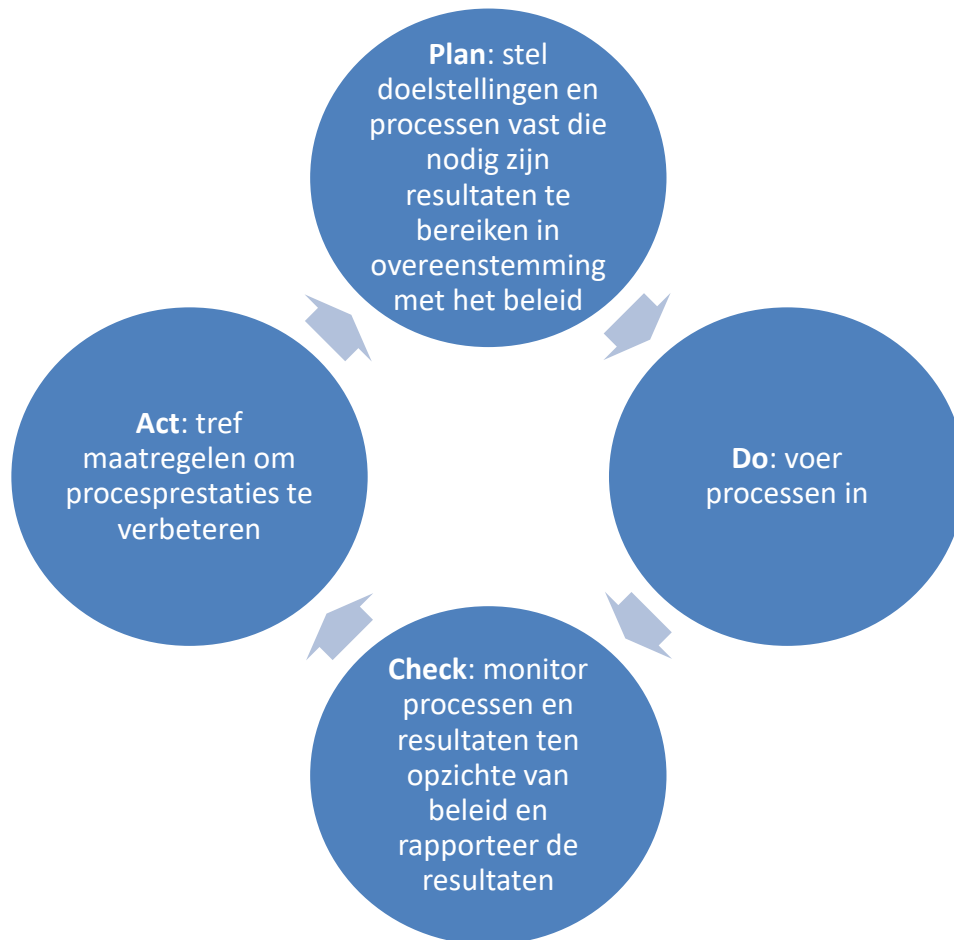 Plan: stel
doelstellingen en
processen vast die
nodig zijn
resultaten te
bereiken in
overeenstemming
met het beleid
Do: voer
processen in
Check: monitor
processen en
resultaten ten
opzichte van
beleid en
rapporteer de
resultaten
Act: tref
maatregelen om
procesprestaties te
verbeteren